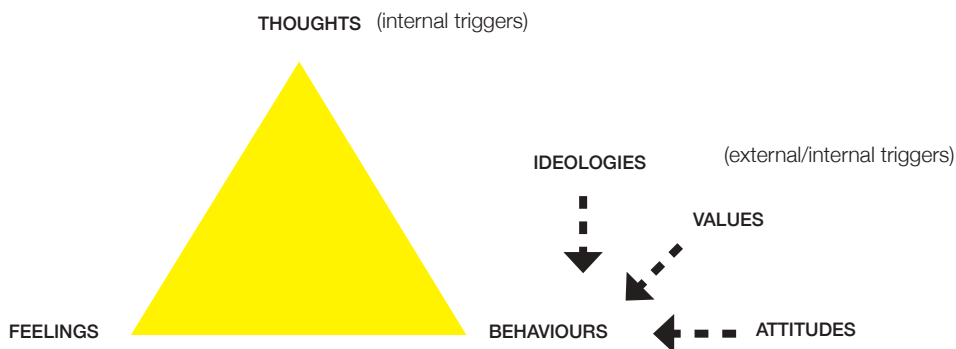 THOUGHTS (internal triggers)
IDEOLOGIES (external/internal triggers)
VALUES
FEELINGS BEHAVIOURS ATTITUDES